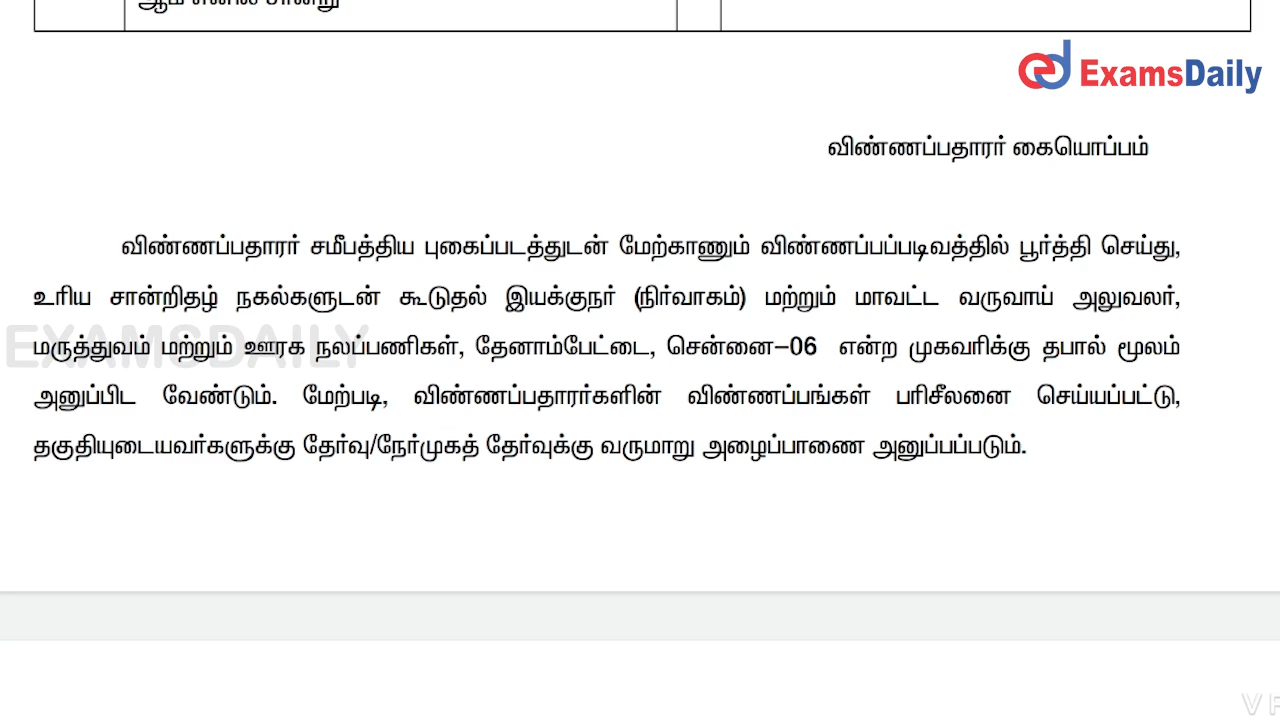 ExamsDaily
விண்ணப்பதாரர் கையொப்பம்
விண்ணப்பதாரர் சமீபத்திய புகைப்படத்துடன் மேற்காணும் விண்ணப்பப்படிவத்தில் பூர்த்தி செய்து,
உரிய சான்றிதழ் நகல்களுடன் கூடுதல் இயக்குநர் (நிர்வாகம்) மற்றும் மாவட்ட வருவாய் அலுவலர்,
மருத்துவம் மற்றும் ஊரக நலப்பணிகள், தேனாம்பேட்டை, சென்னை-06 என்ற முகவரிக்கு தபால் மூலம்
EXAMSDAILY
அனுப்பிட வேண்டும். மேற்படி, விண்ணப்பதாரர்களின் விண்ணப்பங்கள் பரிசீலனை செய்யப்பட்டு,
தகுதியுடையவர்களுக்கு தேர்வு/நேர்முகத் தேர்வுக்கு வருமாறு அழைப்பாணை அனுப்பப்படும்.